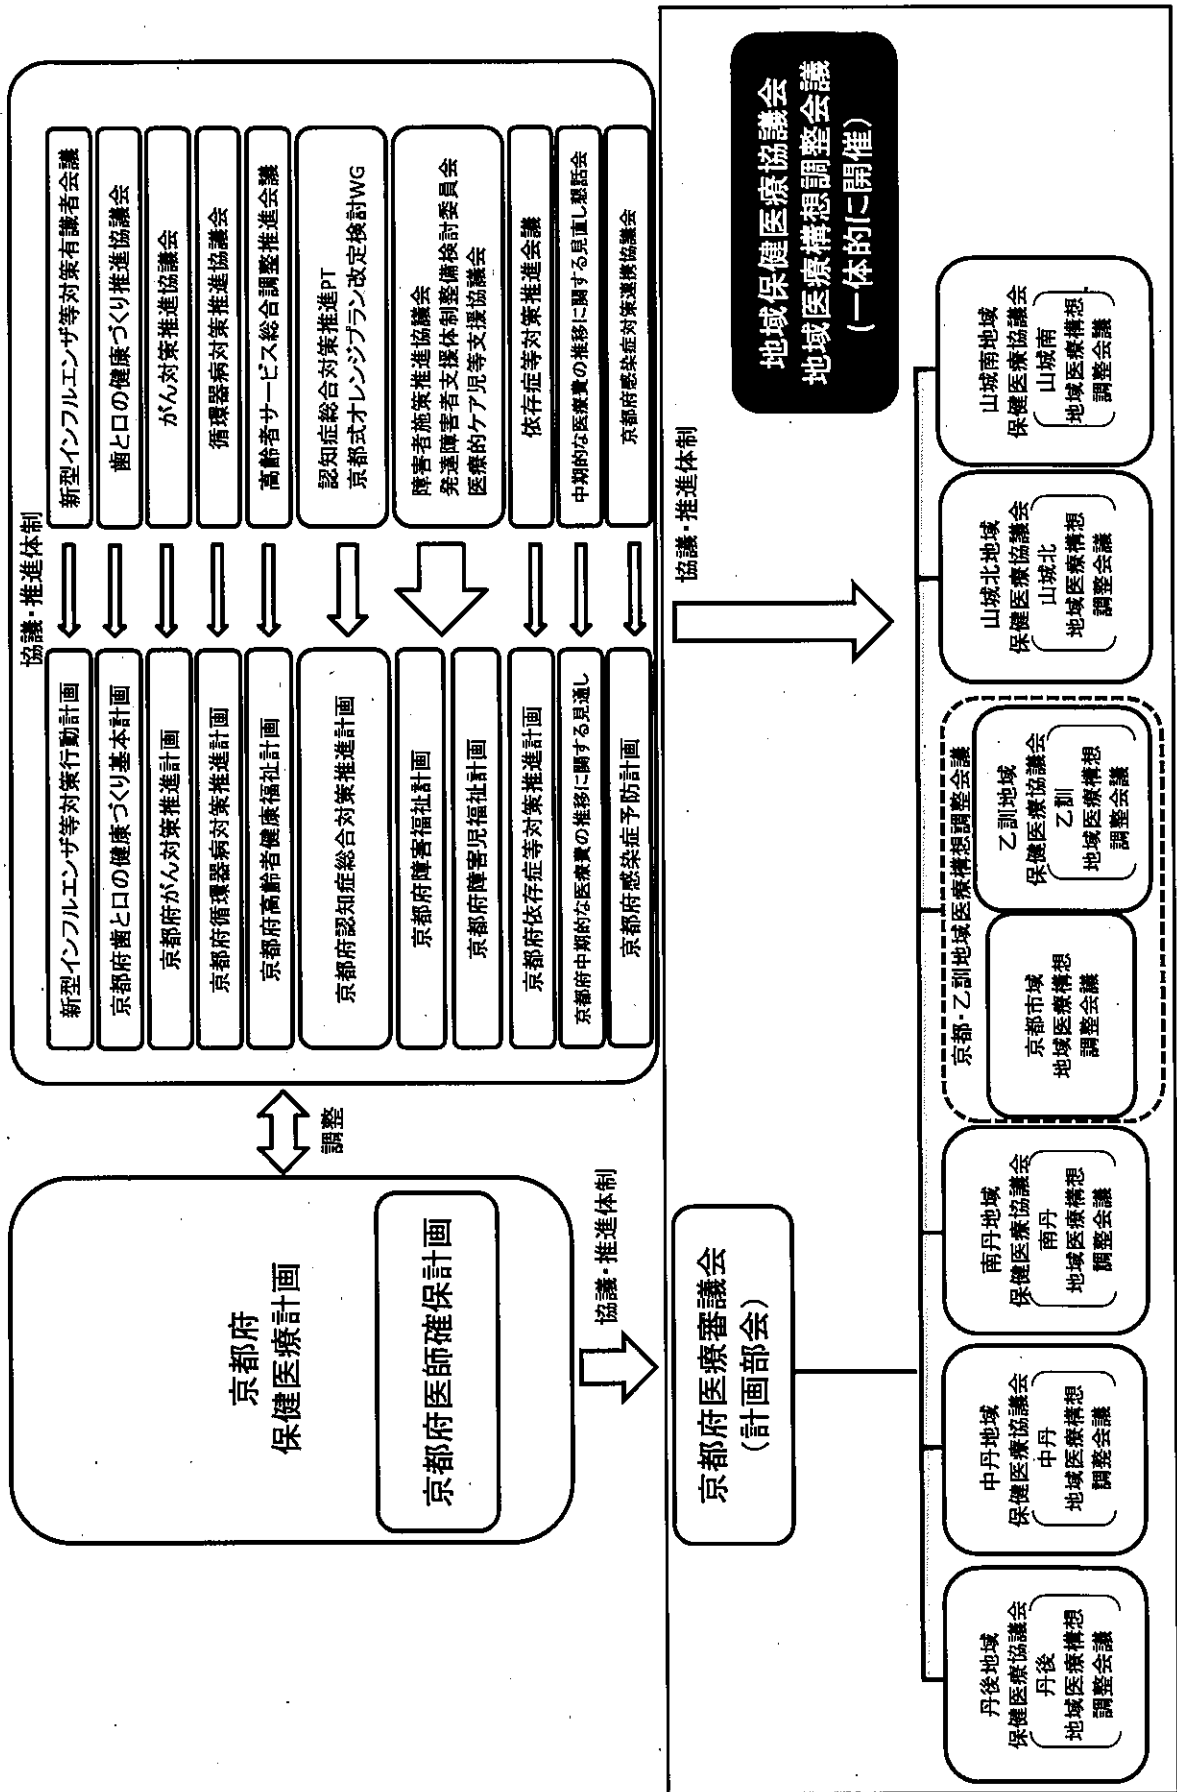 京都府
保健医療計画
京都府医師確保計画
調整
協議・推進体制
新型インフルエンザ等対策行動計画
京都府歯と口の健康づくり基本計画
京都府がん対策推進計画
京都府循環器病対策推進計画
京都府高齢者健康福祉計画
京都府認知症総合対策推進計画
京都府障害福祉計画
京都府障害児福祉計画
京都府依存症等対策推進計画
京都府中期的な医療費の推移に関する見通し
京都府感染症予防計画
協議・推進体制
新型インフルエンザ等対策有識者会議
歯と口の健康づくり推進協議会
がん対策推進協議会
循環器病対策推進協議会
高齢者サービス総合調整推進会議
認知症総合対策推進PT
京都式オレンジプラン改定検討WG
障害者施策推進協議会
発達障害者支援体制整備検討委員会
医療的ケア児等支援協議会
依存症等対策推進会議
中期的な医療費の推移に関する見直し懇話会
京都府感染症対策連携協議会
協議・推進体制
京都府医療審議会
(計画部会)
地域保健医療協議会
地域医療構想調整会議
(一体的に開催)
丹後地域
保健医療協議会
丹後
地域医療構想
調整会議
中丹地域
保健医療協議会
中丹
地域医療構想
調整会議
南丹地域
保健医療協議会
南丹
地域医療構想
調整会議
京都・乙訓地域医療構想調整会議
京都市域
地域医療構想
調整会議
乙訓地域
保健医療協議会
乙訓
地域医療構想
調整会議
山城北地域
保健医療協議会
山城北
地域医療構想
調整会議
山城南地域
保健医療協議会
山城南
地域医療構想
調整会議